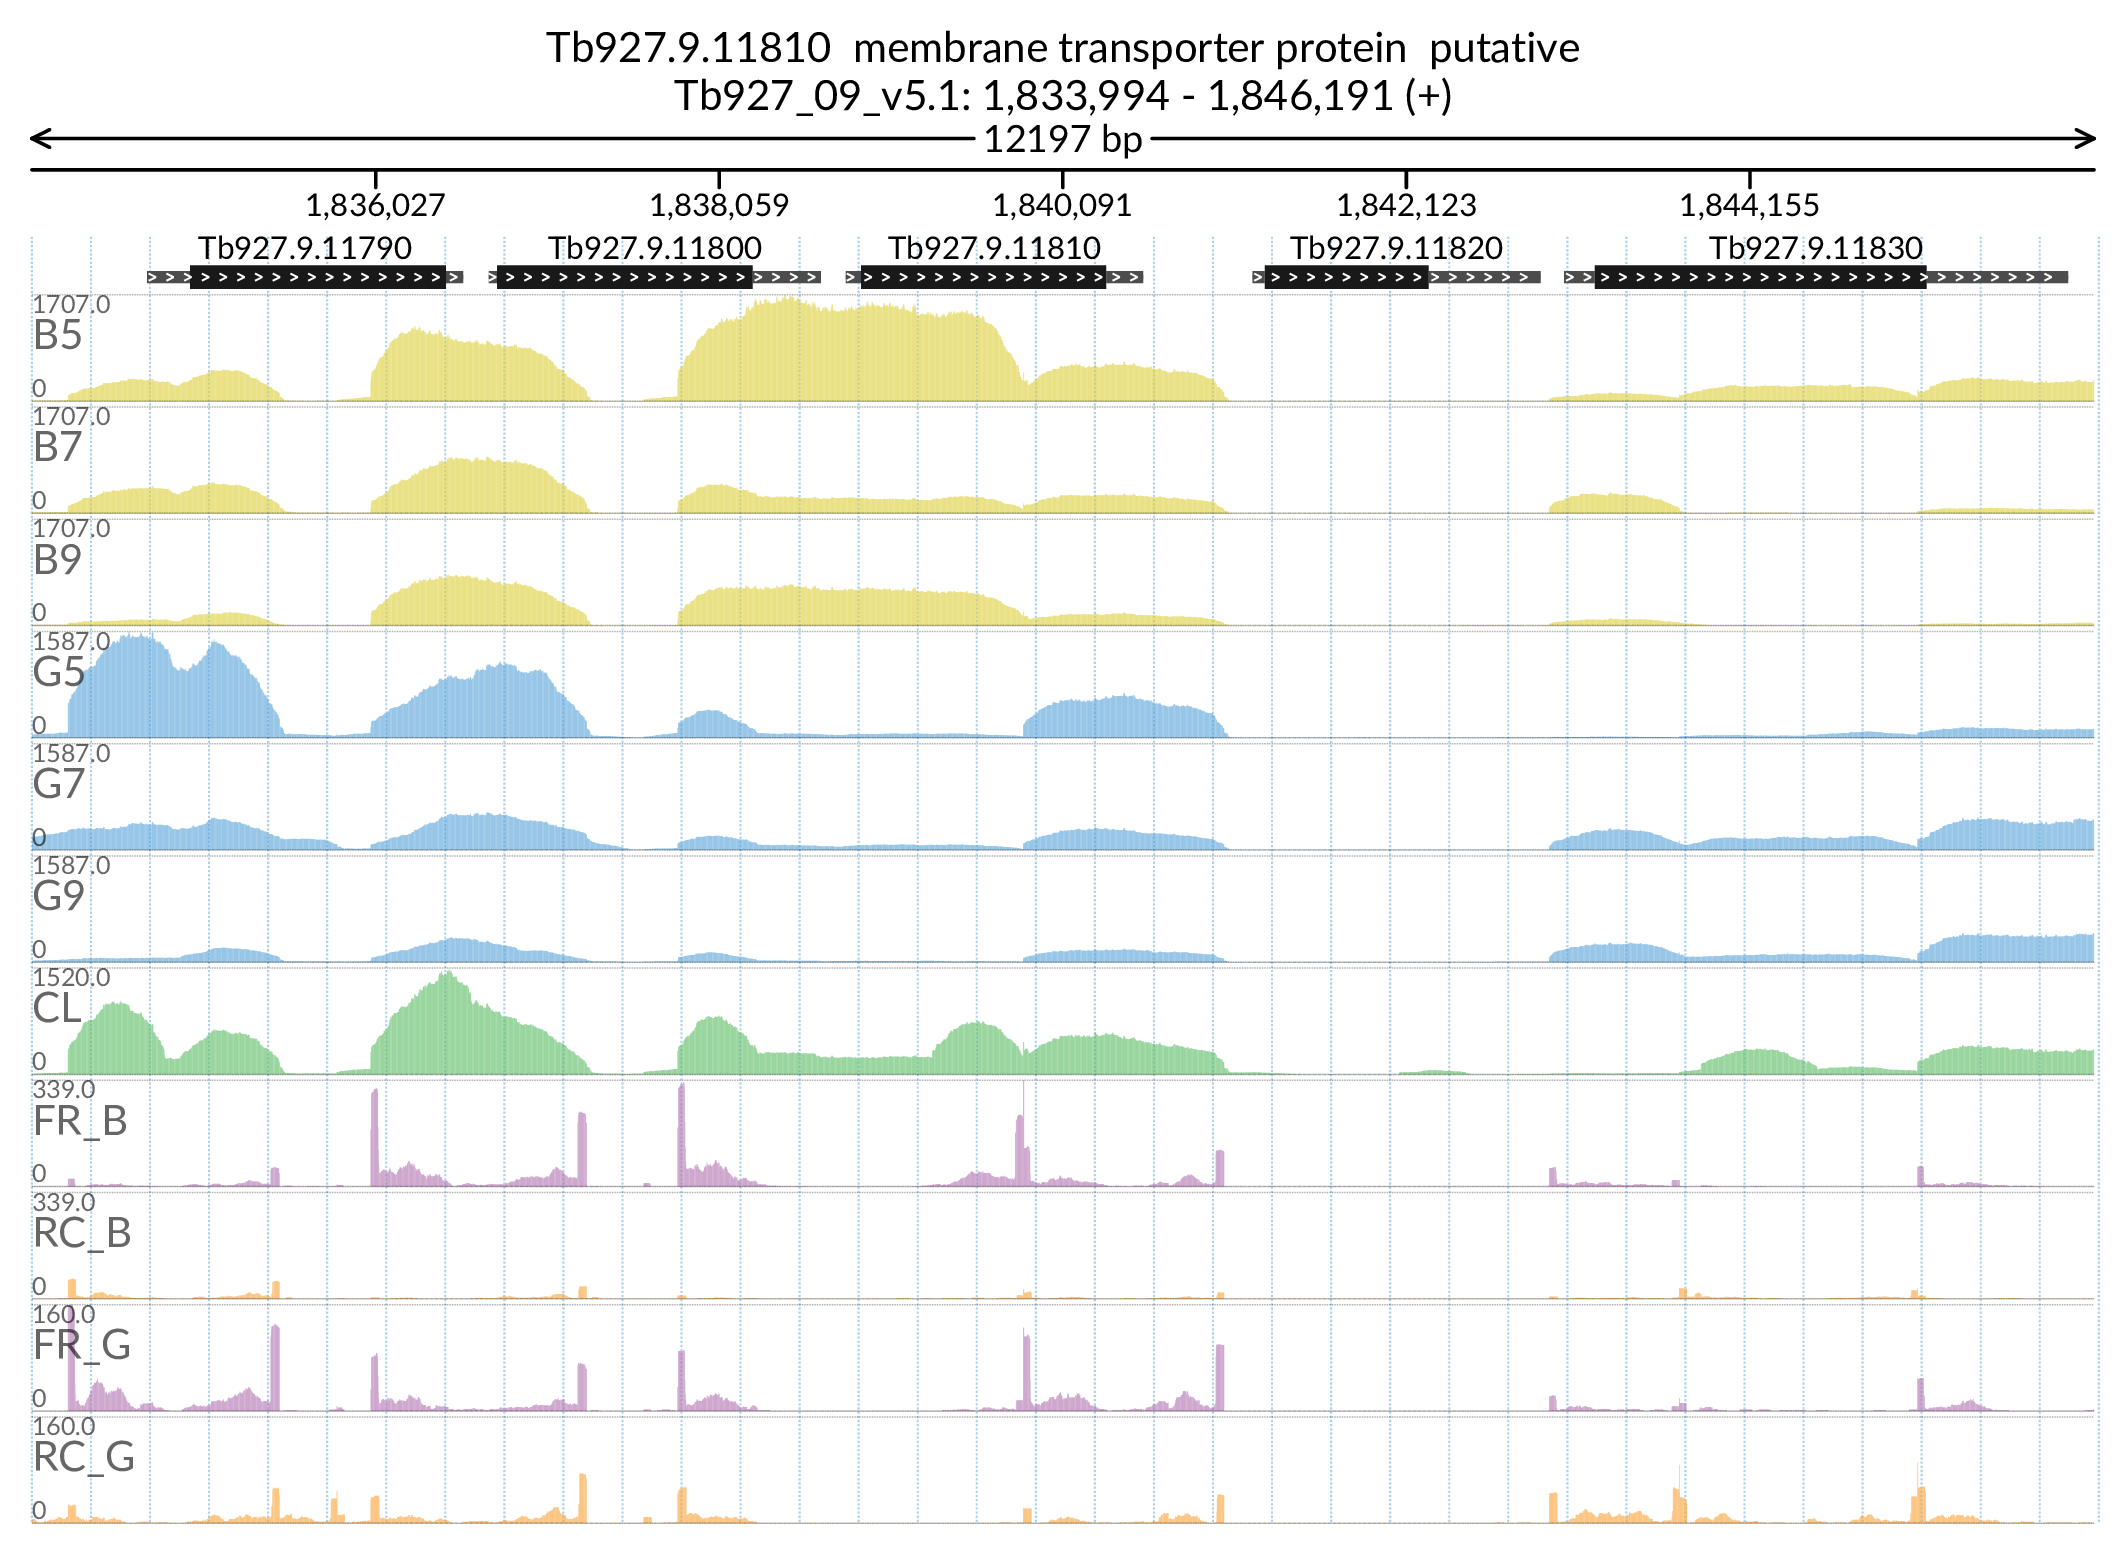 Tb927.9.11810  membrane transporter protein  putative
Tb927_09_v5.1: 1,833,994 - 1,846,191 (+)
12197 bp
1,836,027 1,838,059 1,840,091 1,842,123 1,844,155
Tb927.9.11790 Tb927.9.11800 Tb927.9.11810 Tb927.9.11820 Tb927.9.11830
1707.0
B5
0
1707.0
B7
0
1707.0
B9
0
1587.0
G5
0
1587.0
G7
0
1587.0
G9
0
1520.0
CL
0
339.0
FR_B
0
339.0
RC_B
0
160.0
FR_G
0
160.0
RC_G
0